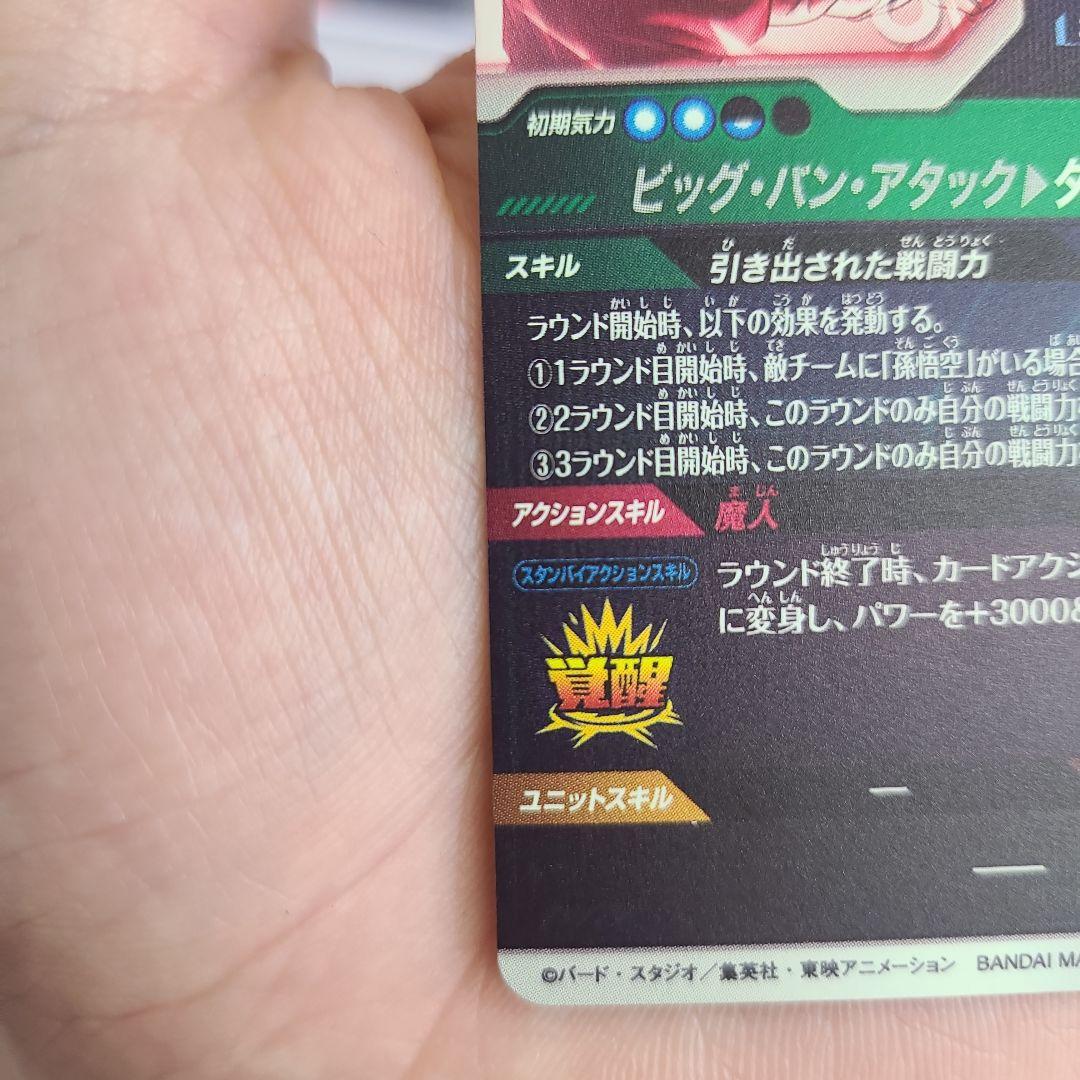 初期気力
ビッグ・バン・アタック▶
スキル 引き出された戦闘力
ラウンド開始時、以下の効果を発動する。
①1ラウンド目開始時、敵チームに「孫悟空」がいる場合
②2ラウンド目開始時、このラウンドのみ自分の戦闘力
③3ラウンド目開始時、このラウンドのみ自分の戦闘力
アクションスキル 魔人
スタンバイアクションスキル
ラウンド終了時、カードアクシ
に変身し、パワーを+3000&
覚醒
ユニットスキル ー
©バード・スタジオ／集英社・東映アニメーション BANDAI MA